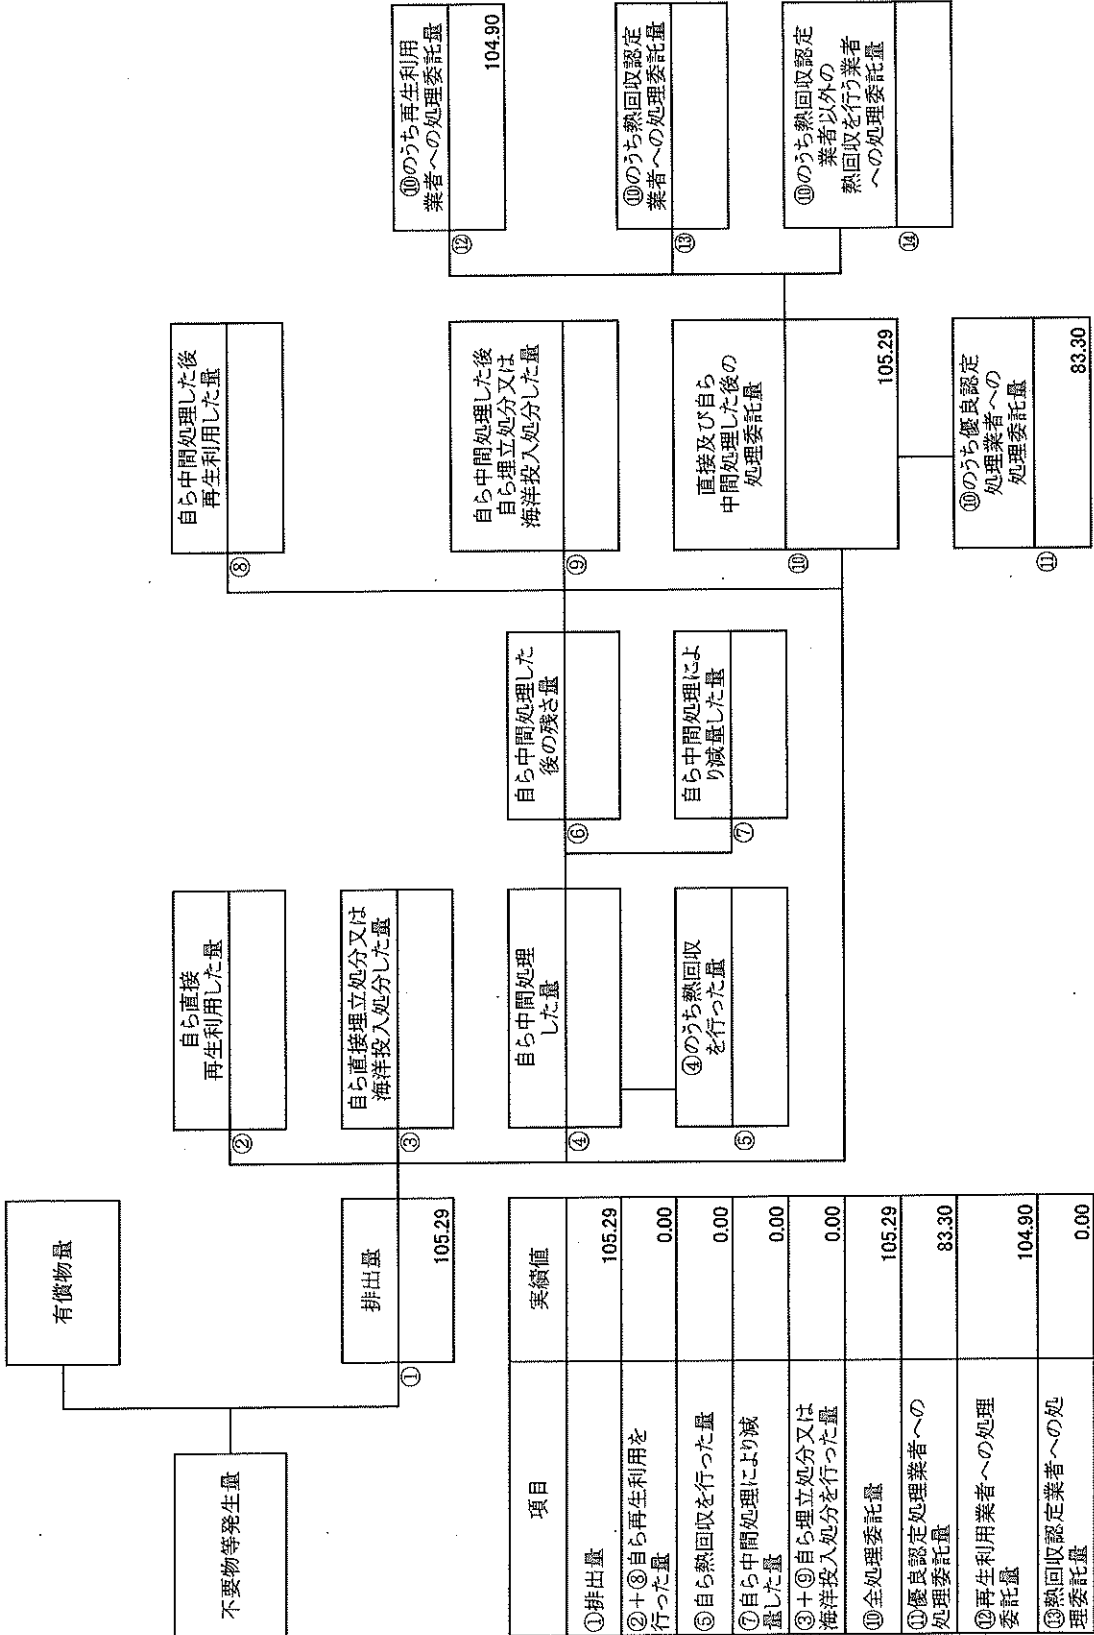 不要物等発生量
有償物量
排出量
①
105.29
自ら直接
再生利用した量
②
自ら直接埋立処分又は
海洋投入処分した量
③
自ら中間処理
した量
④
④のうち熱回収
を行った量
⑤
自ら中間処理した
後の残さ量
⑥
自ら中間処理によ
り減量した量
⑦
自ら中間処理した後
再生利用した量
⑧
自ら中間処理した後
自ら埋立処分又は
海洋投入処分した量
⑨
直接及び自ら
中間処理した後の
処理委託量
⑩
105.29
⑩のうち優良認定
処理業者への
処理委託量
⑪
83.30
⑩のうち再生利用
業者への処理委託量
⑫
104.90
⑩のうち熱回収認定
業者への処理委託量
⑬
⑩のうち熱回収認定
業者以外の
熱回収を行う業者
への処理委託量
⑭
項目 実績値
①排出量 105.29
②+⑧自ら再生利用を
行った量 0.00
⑤自ら熱回収を行った量 0.00
⑦自ら中間処理により減
量した量 0.00
③+⑨自ら埋立処分又は
海洋投入処分を行った量 0.00
⑩全処理委託量 105.29
⑪優良認定処理業者への
処理委託量 83.30
⑫再生利用業者への処理
委託量 104.90
⑬熱回収認定業者への処
理委託量 0.00